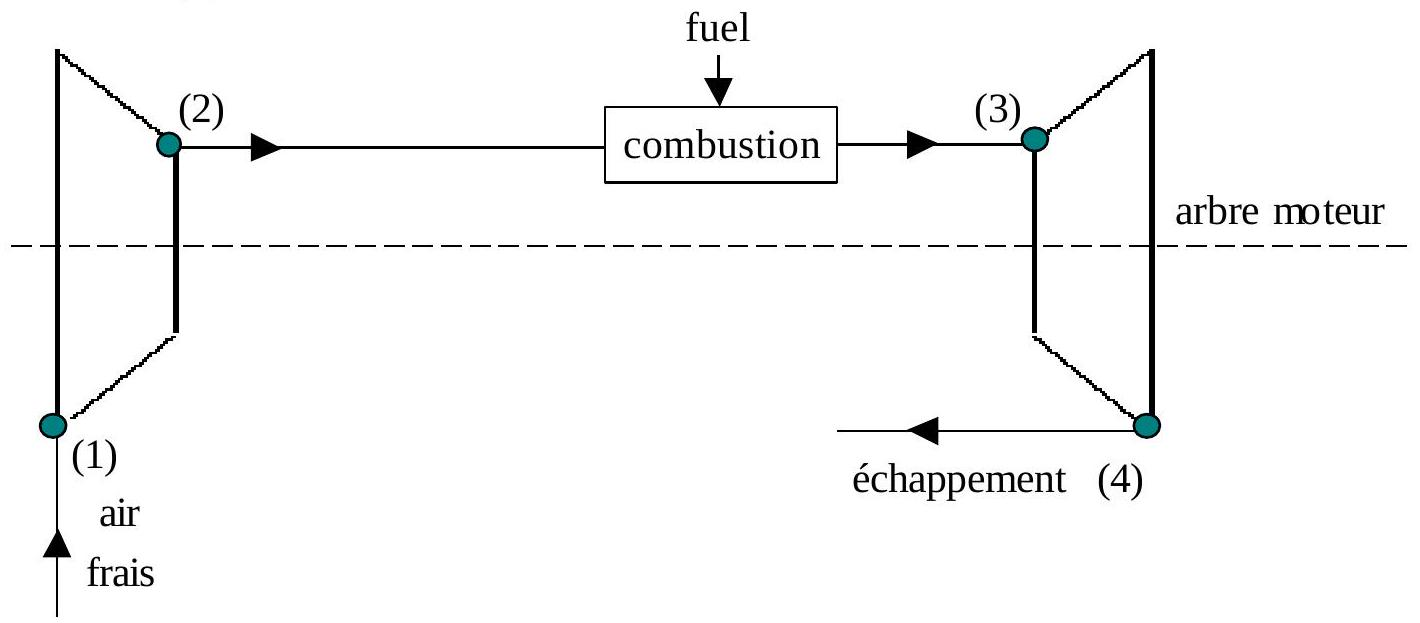 fuel
(2)
(3)
combustion
arbre moteur
(1)
échappement (4)
air
frais